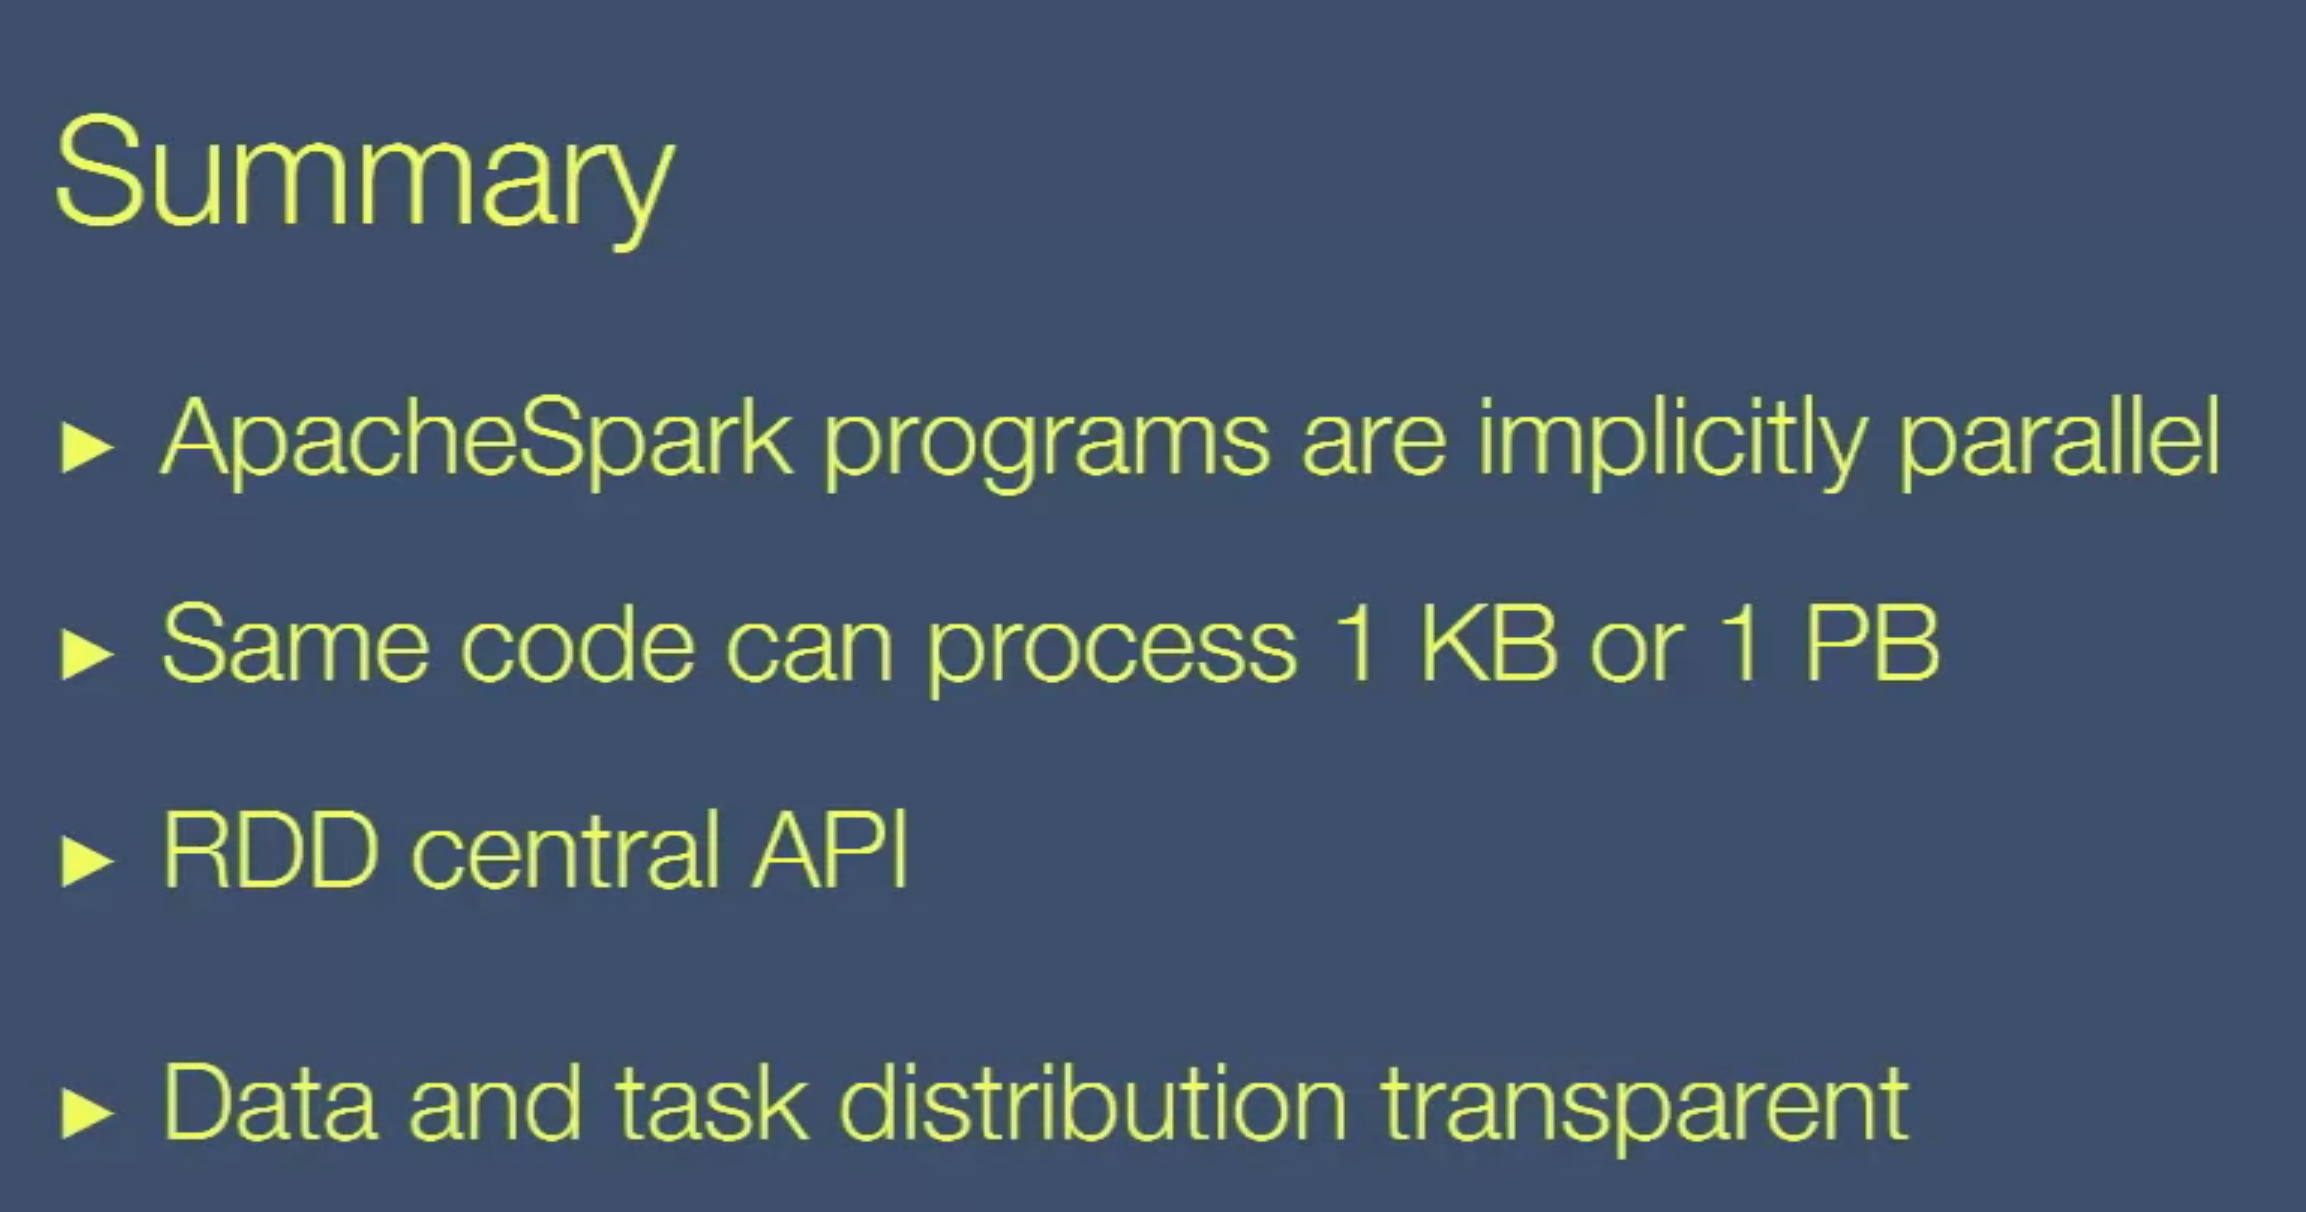 Summary
► ApacheSpark programs are implicitly parallel
► Same code can process 1 KB or 1 PB
► RDD central API
► Data and task distribution transparent